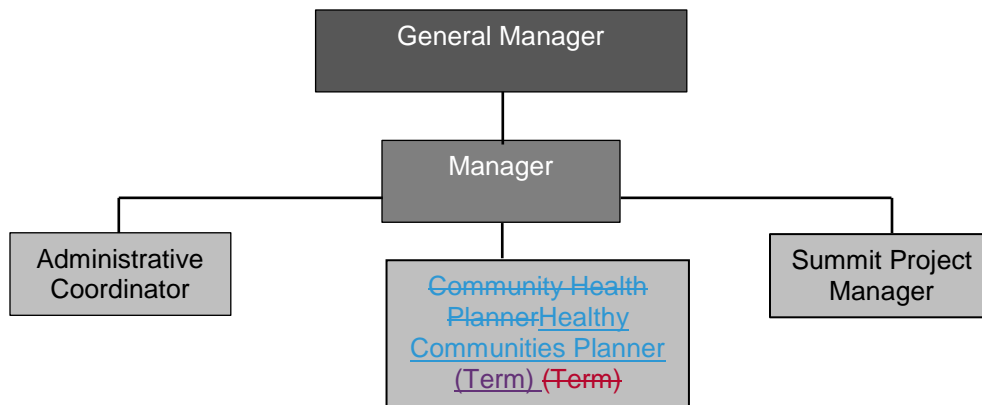 General Manager
Manager
Administrative
Coordinator
Community Health
PlannerHealthy
Communities Planner
(Term) (Term)
Summit Project
Manager